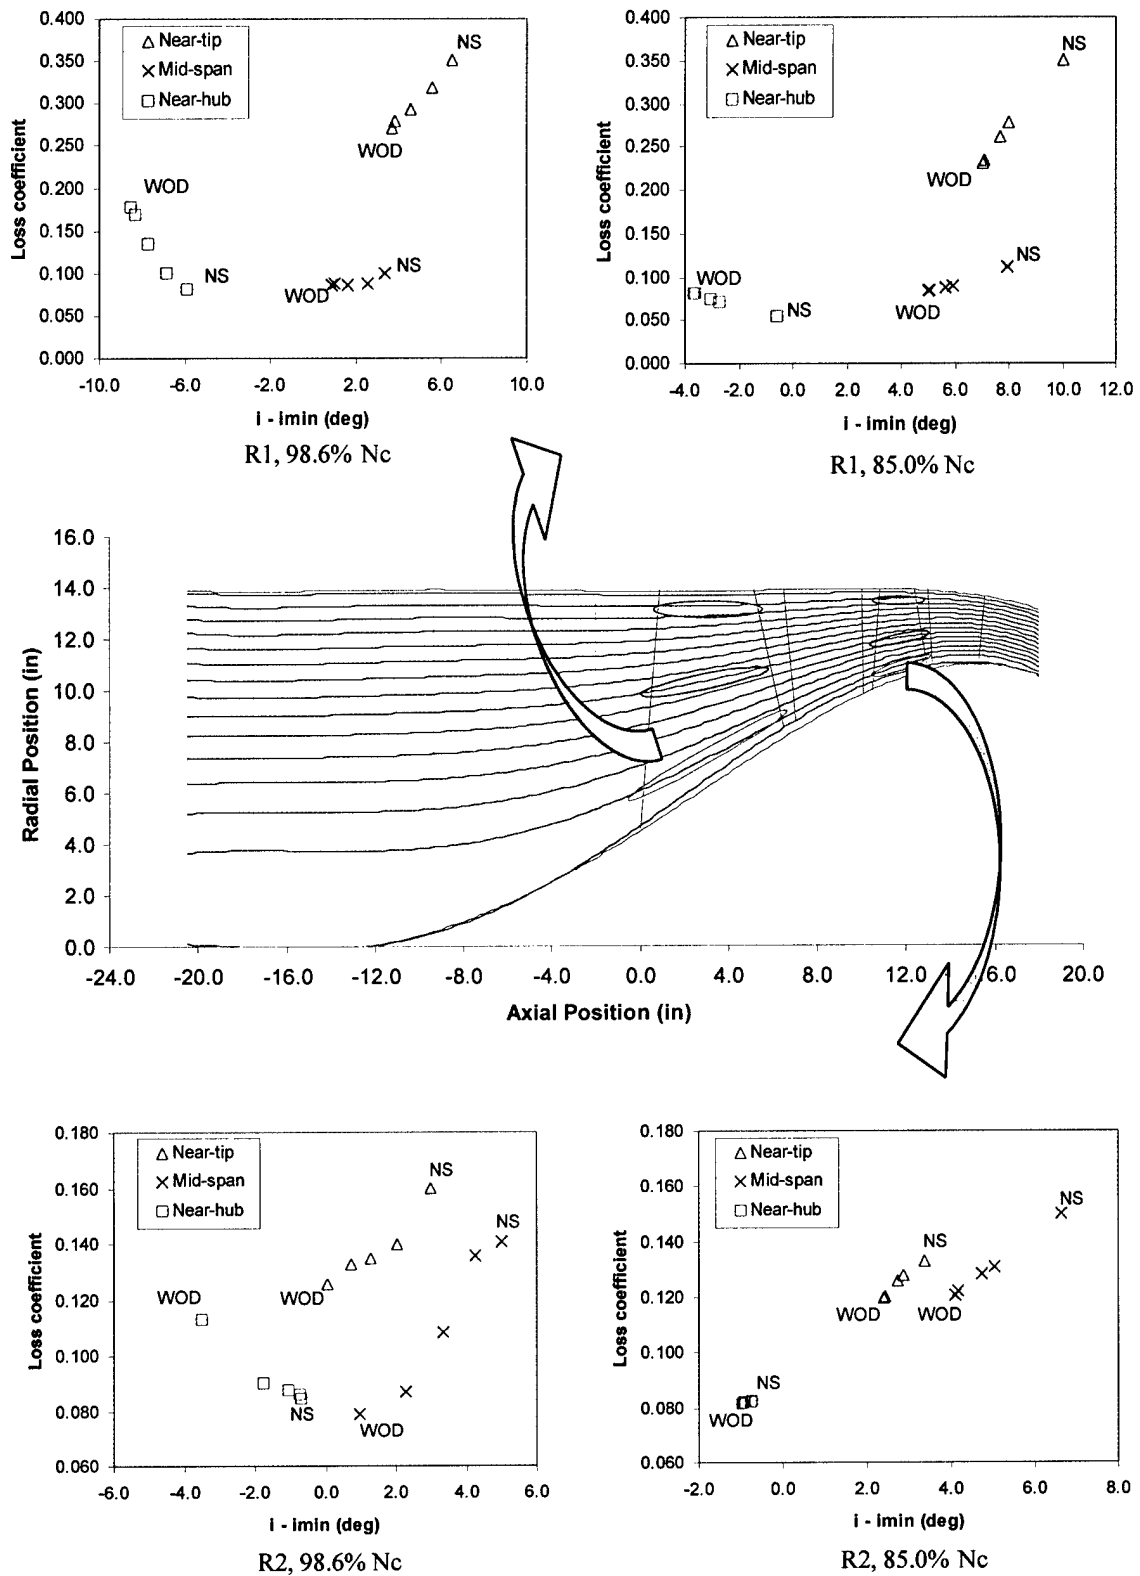 0.400
0.350
0.300
0.250
0.200
0.150
0.100
0.050
0.000
Loss coefficient
Near-tip
Mid-span
Near-hub
NS
WOD
WOD
NS
NS
WOD
-10.0 -6.0 -2.0 2.0 6.0 10.0
i - imin (deg)
R1, 98.6% Nc
0.400
0.350
0.300
0.250
0.200
0.150
0.100
0.050
0.000
Loss coefficient
Near-tip
Mid-span
Near-hub
NS
WOD
NS
WOD
NS
WOD
-4.0 -2.0 0.0 2.0 4.0 6.0 8.0 10.0 12.0
i - imin (deg)
R1, 85.0% Nc
16.0
14.0
12.0
10.0
8.0
6.0
4.0
2.0
0.0
Radial Position (in)
-24.0 -20.0 -16.0 -12.0 -8.0 -4.0 0.0 4.0 8.0 12.0 16.0 20.0
Axial Position (in)
0.180
0.160
0.140
0.120
0.100
0.080
0.060
Loss coefficient
Near-tip
Mid-span
Near-hub
NS
NS
WOD
WOD
NS
WOD
-6.0 -4.0 -2.0 0.0 2.0 4.0 6.0
i - imin (deg)
R2, 98.6% Nc
0.180
0.160
0.140
0.120
0.100
0.080
0.060
Loss coefficient
Near-tip
Mid-span
Near-hub
NS
NS
WOD
WOD
NS
WOD
-2.0 0.0 2.0 4.0 6.0 8.0
i - imin (deg)
R2, 85.0% Nc